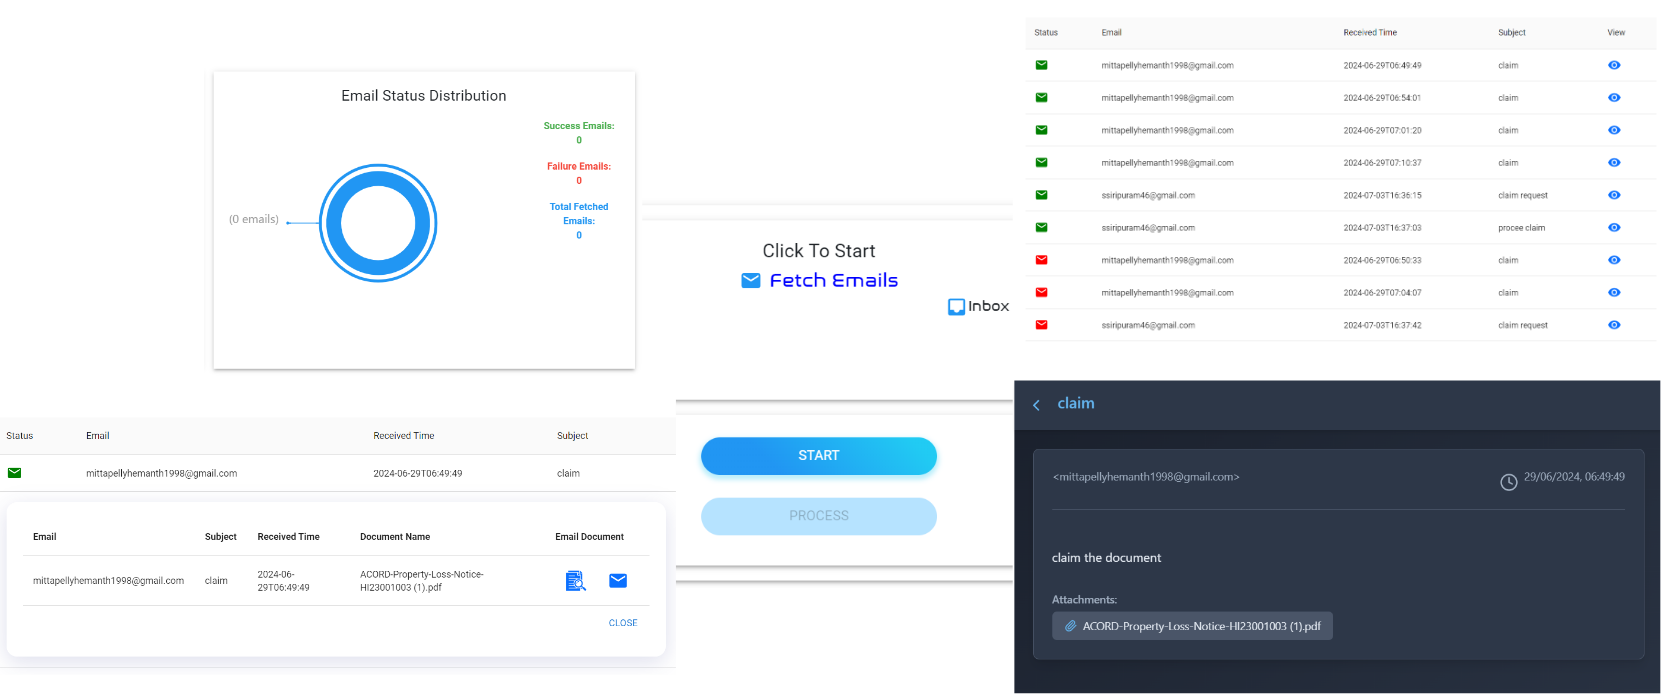 Email Status Distribution
Success Emails:
0
Failure Emails:
0
Total Fetched
Emails:
0
(0 emails)
Click To Start
Fetch Emails
Inbox
Status Email Received Time Subject View
mittapellyhemanth1998@gmail.com 2024-06-29T06:49:49 claim
mittapellyhemanth1998@gmail.com 2024-06-29T06:54:01 claim
mittapellyhemanth1998@gmail.com 2024-06-29T07:01:20 claim
mittapellyhemanth1998@gmail.com 2024-06-29T07:10:37 claim
ssiripuram46@gmail.com 2024-07-03T16:36:15 claim request
ssiripuram46@gmail.com 2024-07-03T16:37:03 procee claim
mittapellyhemanth1998@gmail.com 2024-06-29T06:50:33 claim
mittapellyhemanth1998@gmail.com 2024-06-29T07:04:07 claim
ssiripuram46@gmail.com 2024-07-03T16:37:42 claim request
Status Email Received Time Subject
mittapellyhemanth1998@gmail.com 2024-06-29T06:49:49 claim
Email Subject Received Time Document Name Email Document
mittapellyhemanth1998@gmail.com claim 2024-06-
29T06:49:49 ACORD-Property-Loss-Notice-
HI23001003 (1).pdf
CLOSE
START
PROCESS
claim
<mittapellyhemanth1998@gmail.com> 29/06/2024, 06:49:49
claim the document
Attachments:
ACORD-Property-Loss-Notice-HI23001003 (1).pdf